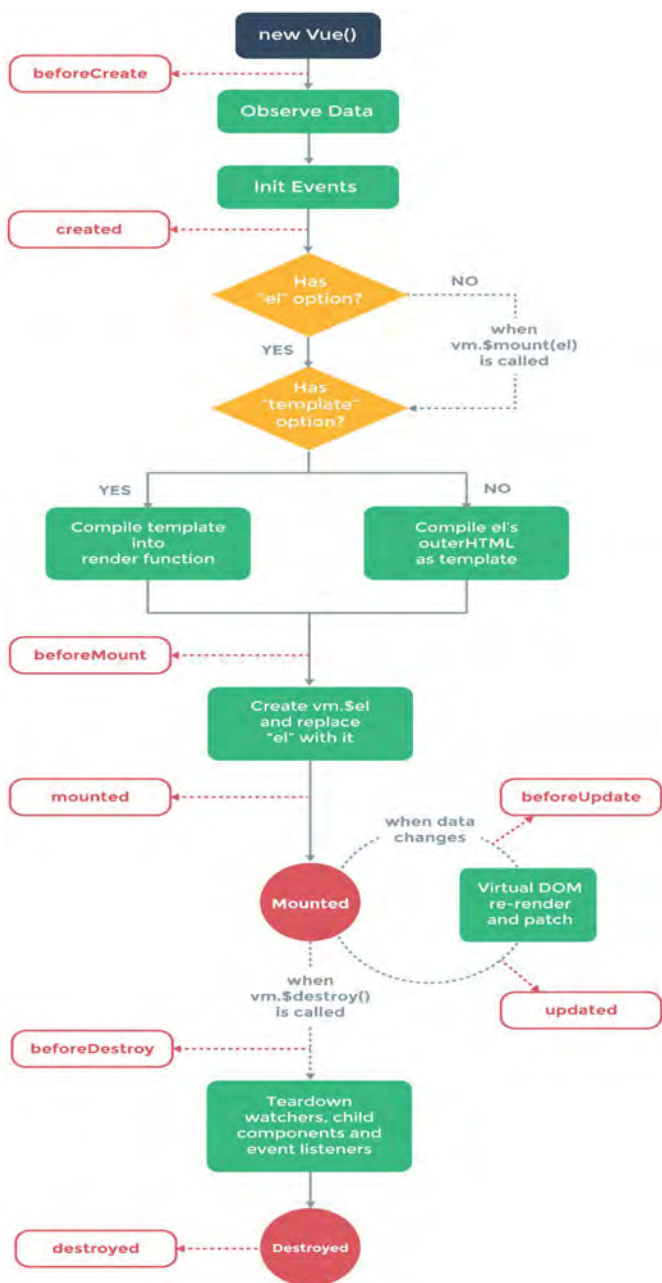 new Vue()
beforeCreate
Observe Data
Init Events
created
Has
"el" option?
NO
when
vm.$mount(el)
is called
YES
Has
"template"
option?
YES
NO
Compile template
into
render function
Compile el's
outerHTML
as template
beforeMount
Create vm.$el
and replace
"el" with it
mounted
when data
changes
beforeUpdate
Mounted
Virtual DOM
re-render
and patch
updated
when
vm.$destroy()
is called
beforeDestroy
Teardown
watchers, child
components and
event listeners
destroyed
Destroyed